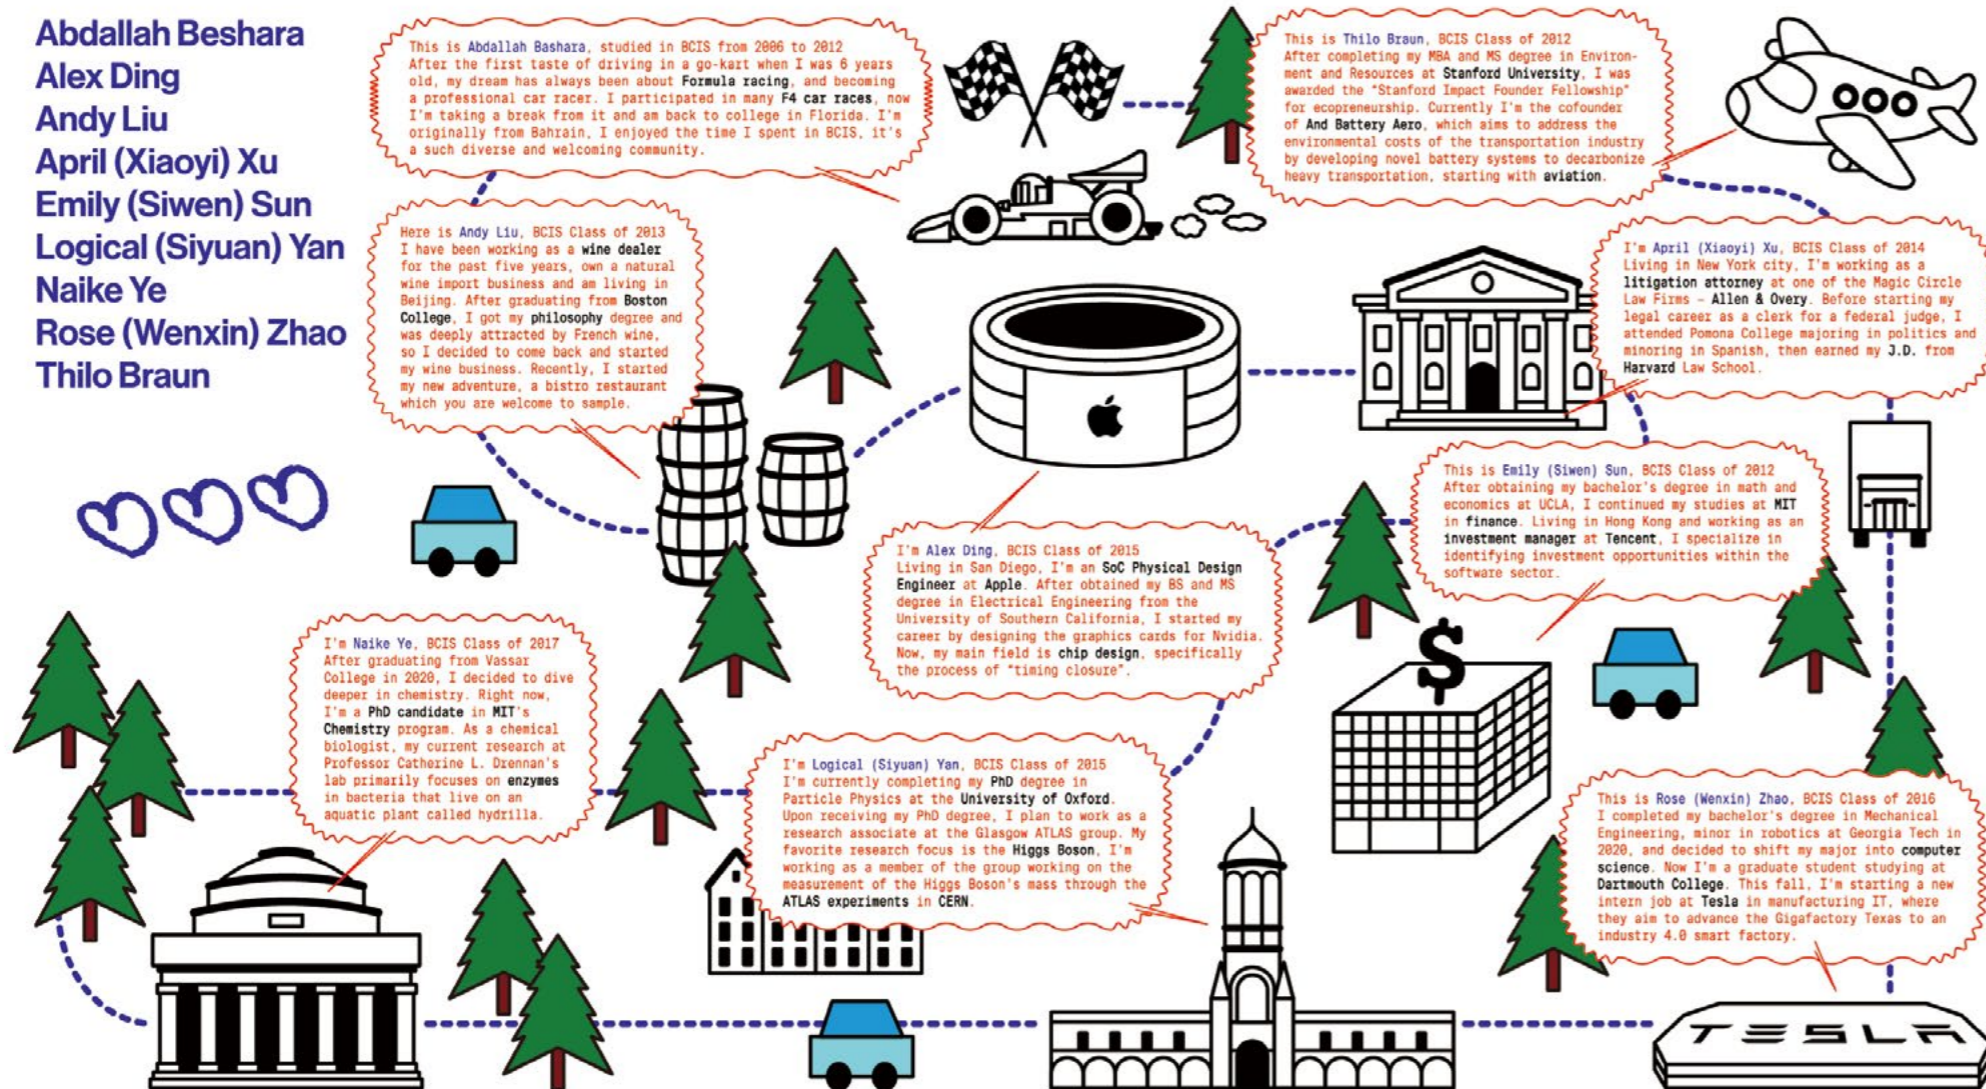 Abdallah Beshara
Alex Ding
Andy Liu
April (Xiaoyi) Xu
Emily (Siwen) Sun
Logical (Siyuan) Yan
Naike Ye
Rose (Wenxin) Zhao
Thilo Braun
This is Abdallah Bashara, studied in BCIS from 2006 to 2012
After the first taste of driving in a go-kart when I was 6 years
old, my dream has always been about Formula racing, and becoming
a professional car racer. I participated in many F4 car races, now
I'm taking a break from it and am back to college in Florida. I'm
originally from Bahrain, I enjoyed the time I spent in BCIS, it's
a such diverse and welcoming community.
This is Thilo Braun, BCIS Class of 2012
After completing my MBA and MS degree in Environ-
ment and Resources at Stanford University, I was
awarded the "Stanford Impact Founder Fellowship"
for ecopreneurship. Currently I'm the cofounder
of And Battery Aero, which aims to address the
environmental costs of the transportation industry
by developing novel battery systems to decarbonize
heavy transportation, starting with aviation.
Here is Andy Liu, BCIS Class of 2013
I have been working as a wine dealer
for the past five years, own a natural
wine import business and am living in
Beijing. After graduating from Boston
College, I got my philosophy degree and
was deeply attracted by French wine,
so I decided to come back and started
my wine business. Recently, I started
my new adventure, a bistro restaurant
which you are welcome to sample.
I'm April (Xiaoyi) Xu, BCIS Class of 2014
Living in New York city, I'm working as a
litigation attorney at one of the Magic Circle
Law Firms – Allen & Overy. Before starting my
legal career as a clerk for a federal judge, I
attended Pomona College majoring in politics and
minoring in Spanish, then earned my J.D. from
Harvard Law School.
This is Emily (Siwen) Sun, BCIS Class of 2012
After obtaining my bachelor's degree in math and
economics at UCLA, I continued my studies at MIT
in finance. Living in Hong Kong and working as an
investment manager at Tencent, I specialize in
identifying investment opportunities within the
software sector.
I'm Alex Ding, BCIS Class of 2015
Living in San Diego, I'm an SoC Physical Design
Engineer at Apple. After obtained my BS and MS
degree in Electrical Engineering from the
University of Southern California, I started my
career by designing the graphics cards for Nvidia.
Now, my main field is chip design, specifically
the process of "timing closure".
$
I'm Naike Ye, BCIS Class of 2017
After graduating from Vassar
College in 2020, I decided to dive
deeper in chemistry. Right now,
I'm a PhD candidate in MIT's
Chemistry program. As a chemical
biologist, my current research at
Professor Catherine L. Drennan's
lab primarily focuses on enzymes
in bacteria that live on an
aquatic plant called hydrilla.
I'm Logical (Siyuan) Yan, BCIS Class of 2015
I'm currently completing my PhD degree in
Particle Physics at the University of Oxford.
Upon receiving my PhD degree, I plan to work as a
research associate at the Glasgow ATLAS group. My
favorite research focus is the Higgs Boson, I'm
working as a member of the group working on the
measurement of the Higgs Boson's mass through the
ATLAS experiments in CERN.
This is Rose (Wenxin) Zhao, BCIS Class of 2016
I completed my bachelor's degree in Mechanical
Engineering, minor in robotics at Georgia Tech in
2020, and decided to shift my major into computer
science. Now I'm a graduate student studying at
Dartmouth College. This fall, I'm starting a new
intern job at Tesla in manufacturing IT, where
they aim to advance the Gigafactory Texas to an
industry 4.0 smart factory.
TESLA